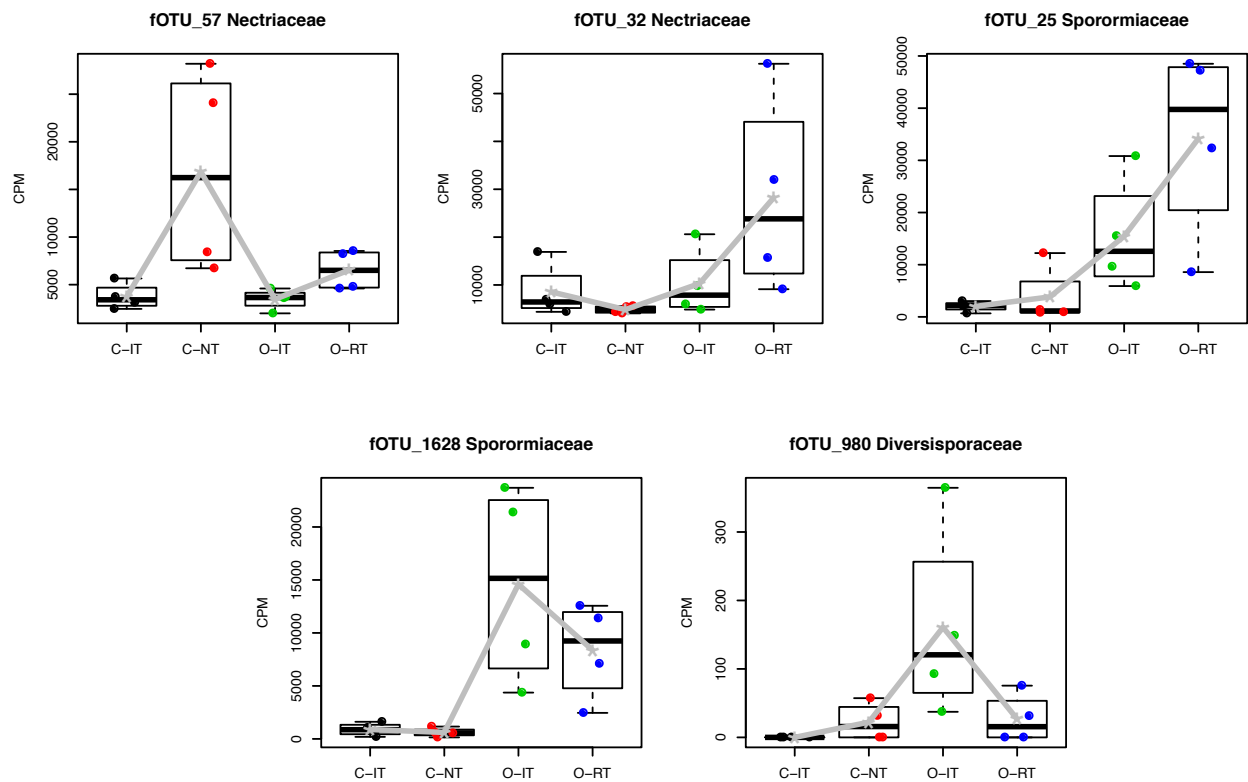 fOTU_57 Nectriaceae
CPM
5000
10000
20000
C−IT
C−NT
O−IT
O−RT
fOTU_32 Nectriaceae
CPM
10000
30000
50000
C−IT
C−NT
O−IT
O−RT
fOTU_25 Sporormiaceae
CPM
0
10000
20000
30000
40000
50000
C−IT
C−NT
O−IT
O−RT
fOTU_1628 Sporormiaceae
CPM
0
5000
10000
15000
20000
C−IT
C−NT
O−IT
O−RT
fOTU_980 Diversisporaceae
CPM
0
100
200
300
C−IT
C−NT
O−IT
O−RT